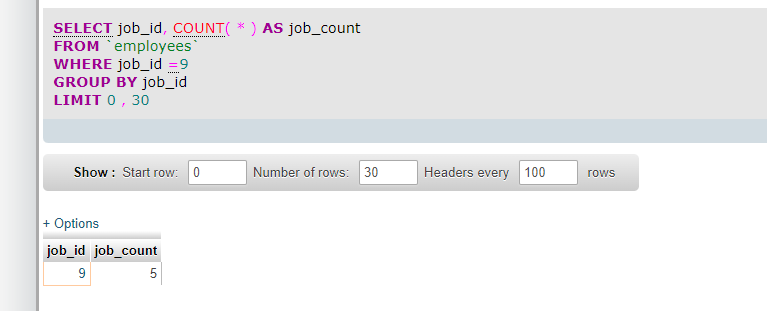 SELECT job_id, COUNT( * ) AS job_count
FROM `employees`
WHERE job_id =9
GROUP BY job_id
LIMIT 0 , 30
Show : Start row: 0 Number of rows: 30 Headers every 100 rows
+ Options
job_id job_count
9 5